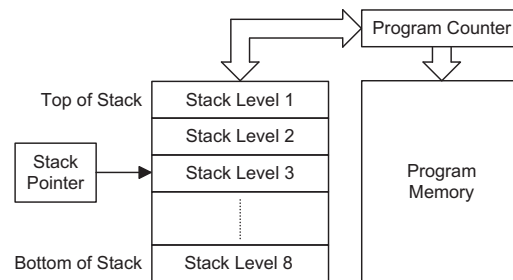 Program Counter
Top of Stack
Stack Level 1
Stack Level 2
Stack
Pointer
Stack Level 3
Program
Memory
Bottom of Stack
Stack Level 8